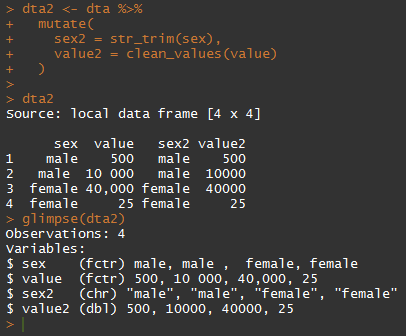 > dta2 <- dta %>%
+   mutate(
+     sex2 = str_trim(sex),
+     value2 = clean_values(value)
+   )
>
> dta2
Source: local data frame [4 x 4]

      sex  value   sex2 value2
1    male    500   male    500
2   male  10 000   male  10000
3  female 40,000 female  40000
4  female     25 female     25
> glimpse(dta2)
Observations: 4
Variables:
$ sex    (fctr) male, male ,  female, female
$ value  (fctr) 500, 10 000, 40,000, 25
$ sex2   (chr) "male", "male", "female", "female"
$ value2 (dbl) 500, 10000, 40000, 25
>